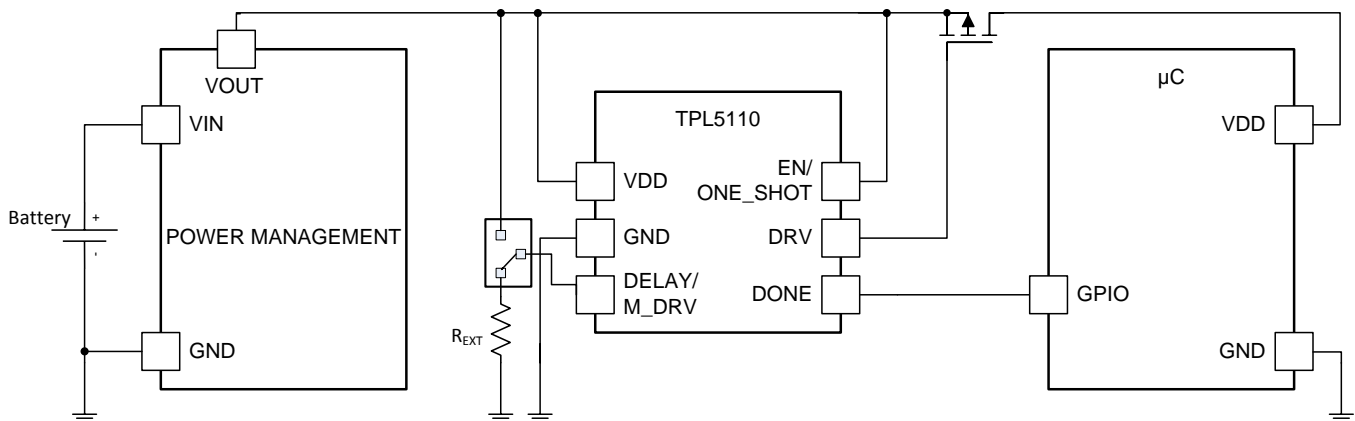 VOUT
VIN
Battery
+
-
POWER MANAGEMENT
GND
TPL5110
VDD
GND
DELAY/
M_DRV
EN/
ONE_SHOT
DRV
DONE
REXT
µC
VDD
GPIO
GND